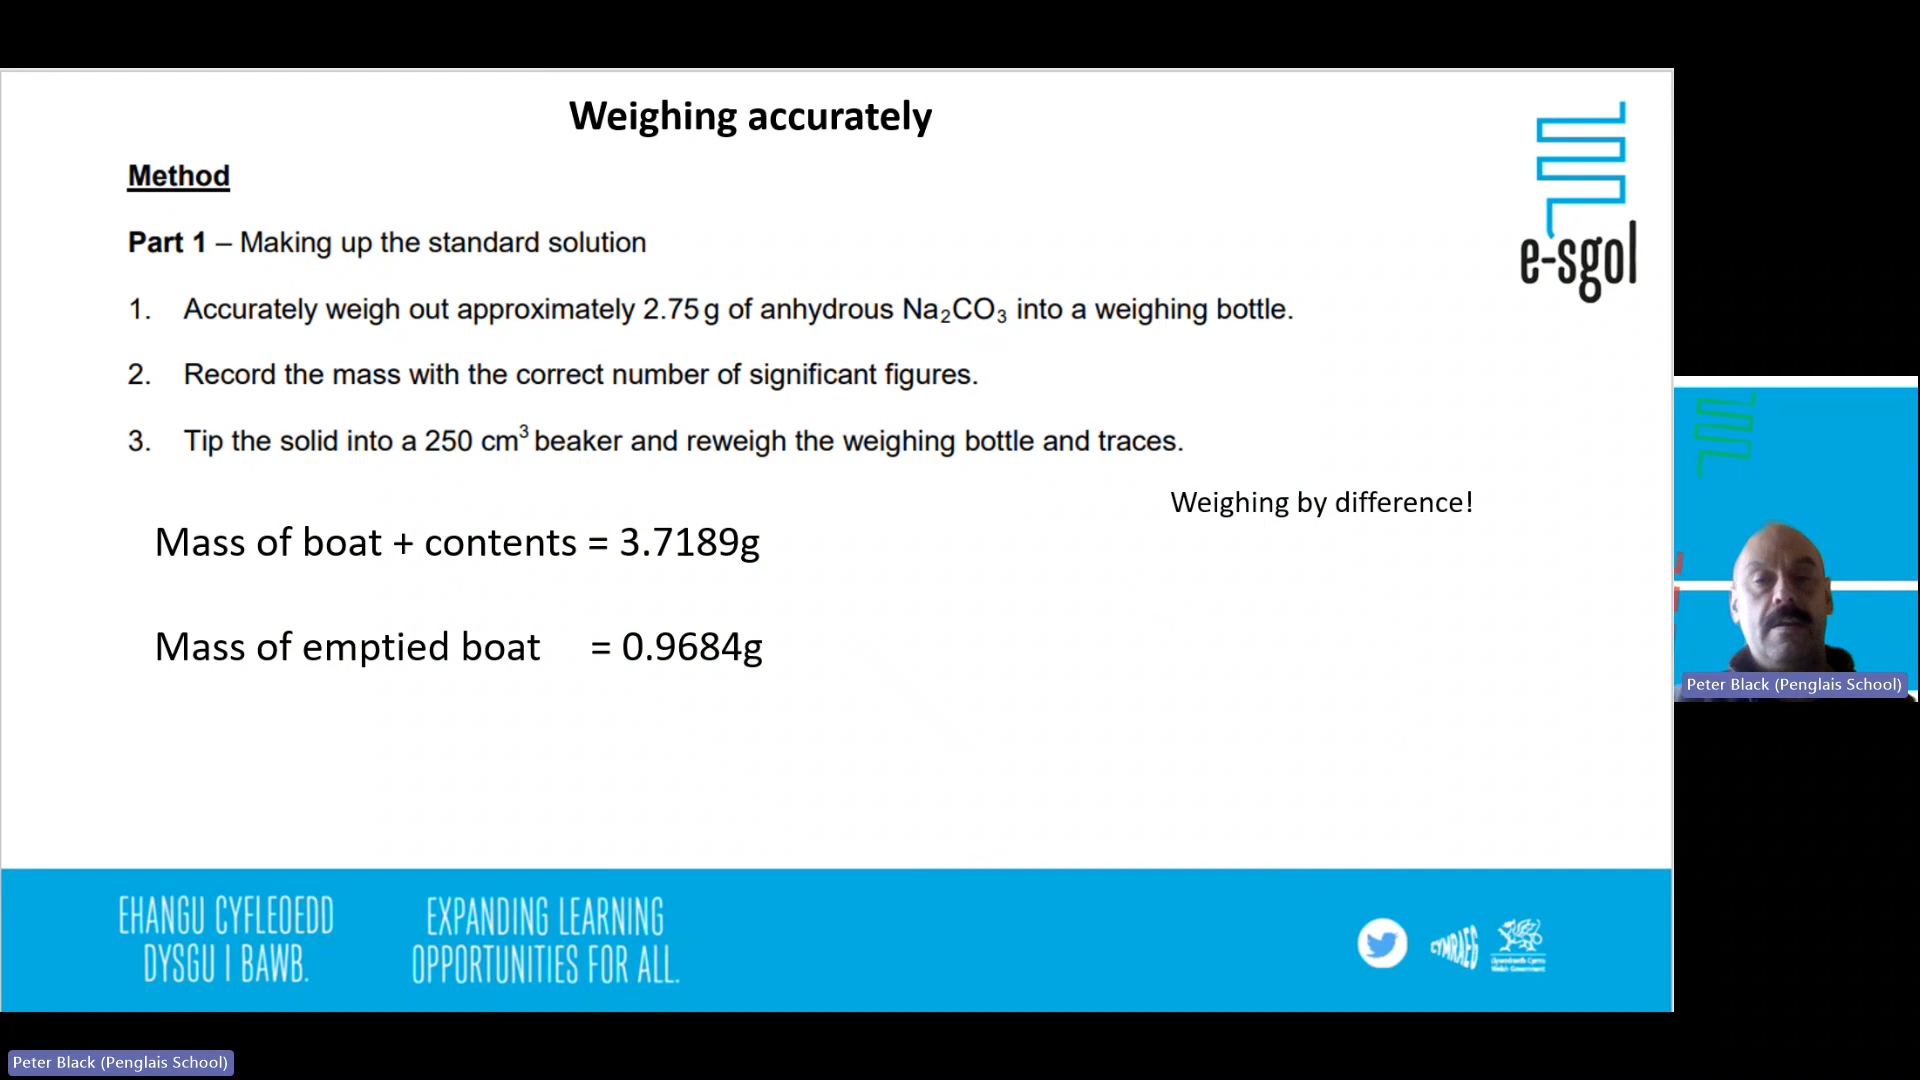 Weighing accurately
Method
Part 1 – Making up the standard solution
1. Accurately weigh out approximately 2.75 g of anhydrous Na₂CO₃ into a weighing bottle.
2. Record the mass with the correct number of significant figures.
3. Tip the solid into a 250 cm³ beaker and reweigh the weighing bottle and traces.
Weighing by difference!
Mass of boat + contents = 3.7189g
Mass of emptied boat = 0.9684g
e-sgol
Peter Black (Penglais School)
EHANGU CYFLEOEDD
DYSGU I BAWB.
EXPANDING LEARNING
OPPORTUNITIES FOR ALL.
CYMRAEG
Llywodraeth Cymru
Welsh Government
Peter Black (Penglais School)